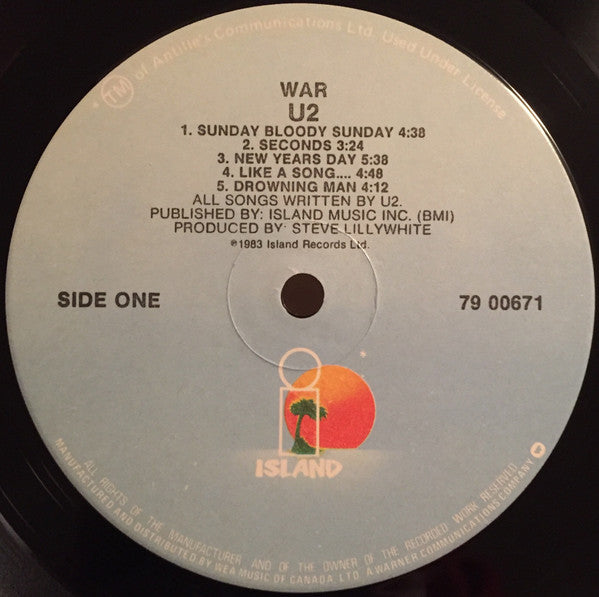 TM of Antilles Communications Ltd. Used Under License
WAR
U2
1. SUNDAY BLOODY SUNDAY 4:38
2. SECONDS 3:24
3. NEW YEARS DAY 5:38
4. LIKE A SONG.... 4:48
5. DROWNING MAN 4:12
ALL SONGS WRITTEN BY U2.
PUBLISHED BY: ISLAND MUSIC INC. (BMI)
PRODUCED BY STEVE LILLYWHITE
℗1983 Island Records Ltd.
SIDE ONE
79 00671
*
i
ISLAND
ALL RIGHTS OF THE MANUFACTURER AND OF THE OWNER OF THE RECORDED WORK RESERVED
MANUFACTURED AND DISTRIBUTED BY WEA MUSIC OF CANADA LTD. A WARNER COMMUNICATIONS COMPANY